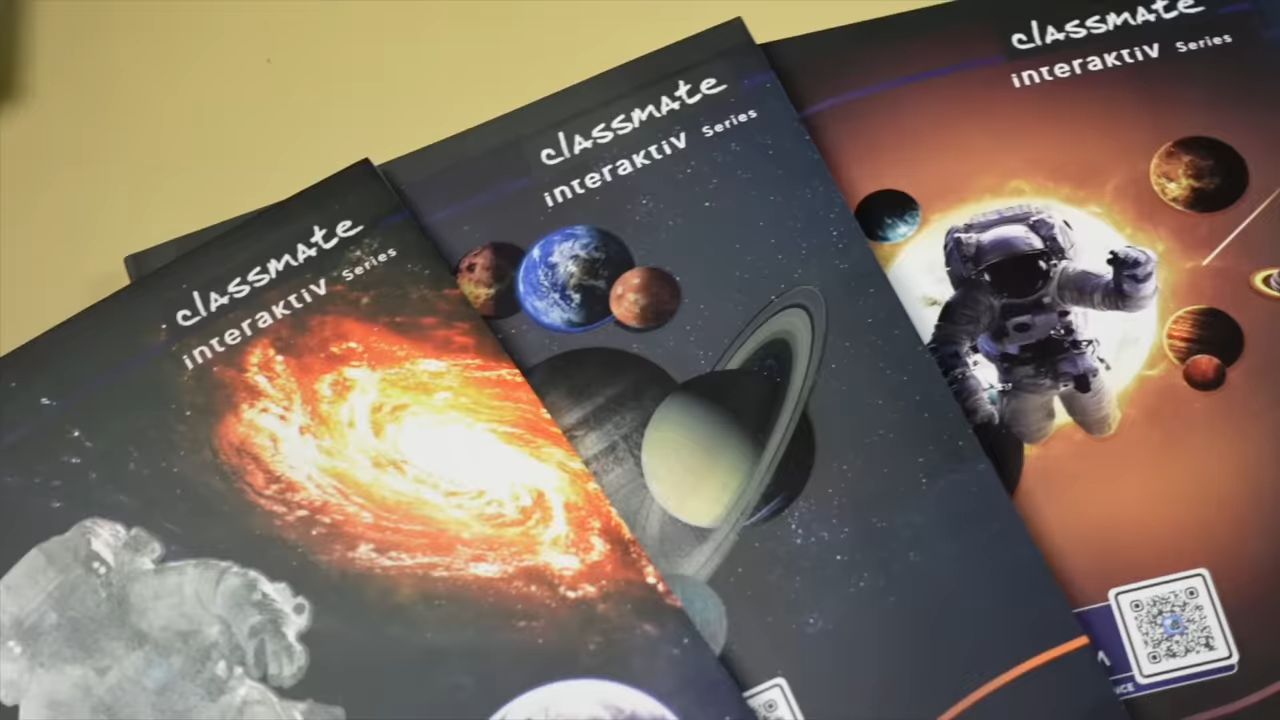 classmate
interaktiv Series
classmate
interaktiv Series
classmate
interaktiv Series